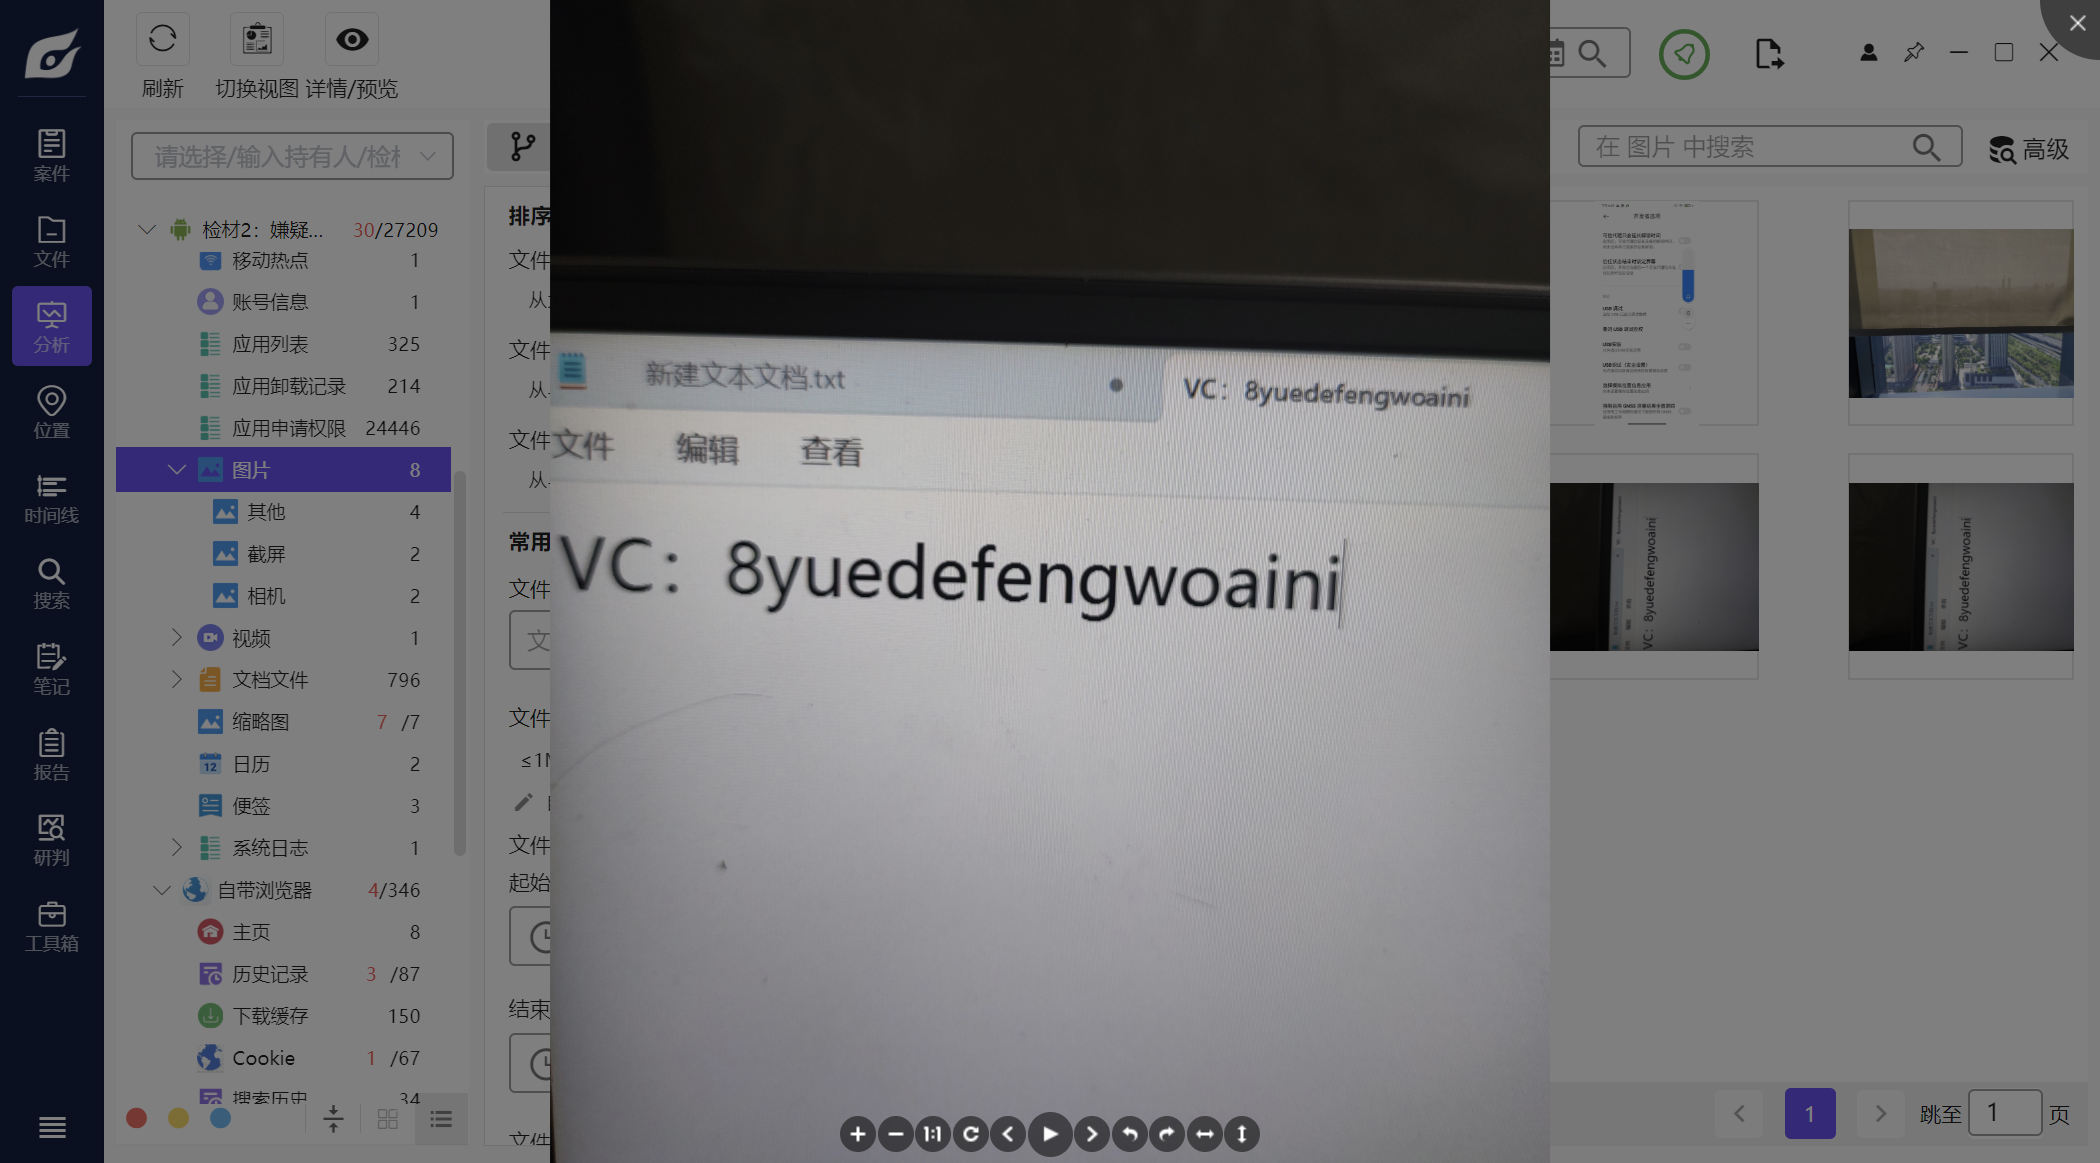 刷新
切换视图
详情/预览
案件
文件
分析
位置
时间线
搜索
笔记
报告
研判
工具箱
请选择/输入持有人/检
检材2：嫌疑... 30/27209
移动热点 1
账号信息 1
应用列表 325
应用卸载记录 214
应用申请权限 24446
图片 8
其他 4
截屏 2
相机 2
视频 1
文档文件 796
缩略图 7 /7
日历 2
便签 3
系统日志 1
自带浏览器 4/346
主页 8
历史记录 3 /87
下载缓存 150
Cookie 1 /67
搜索历史 34
排序
文件
从
文件
从
文件
从
常用
文件
文
文件
≤1M
文件
起始
结束
新建文本文档.txt
VC：8yuedefengwoaini
文件 编辑 查看
VC：8yuedefengwoaini
1:1
在 图片 中搜索
高级
VC：8yuedefengwoaini
VC：8yuedefengwoaini
1
跳至 1 页